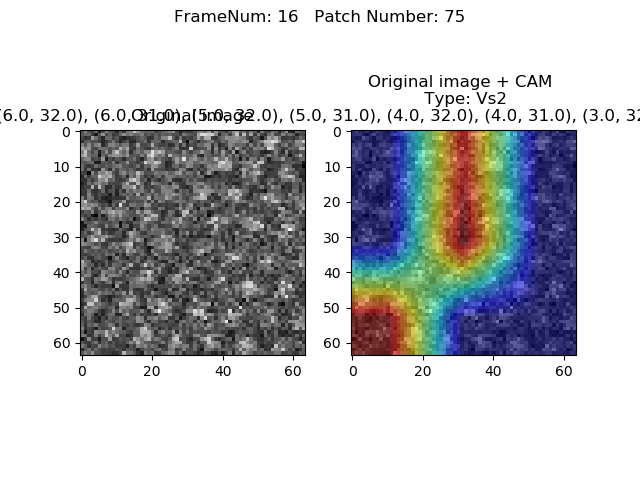 FrameNum: 16   Patch Number: 75
Original image + CAM
Type: Vs2
(6.0, 32.0), (6.0, 31.0), (5.0, 32.0), (5.0, 31.0), (4.0, 32.0), (4.0, 31.0), (3.0, 32
Original image
0
10
20
30
40
50
60
0 20 40 60
0
10
20
30
40
50
60
0 20 40 60